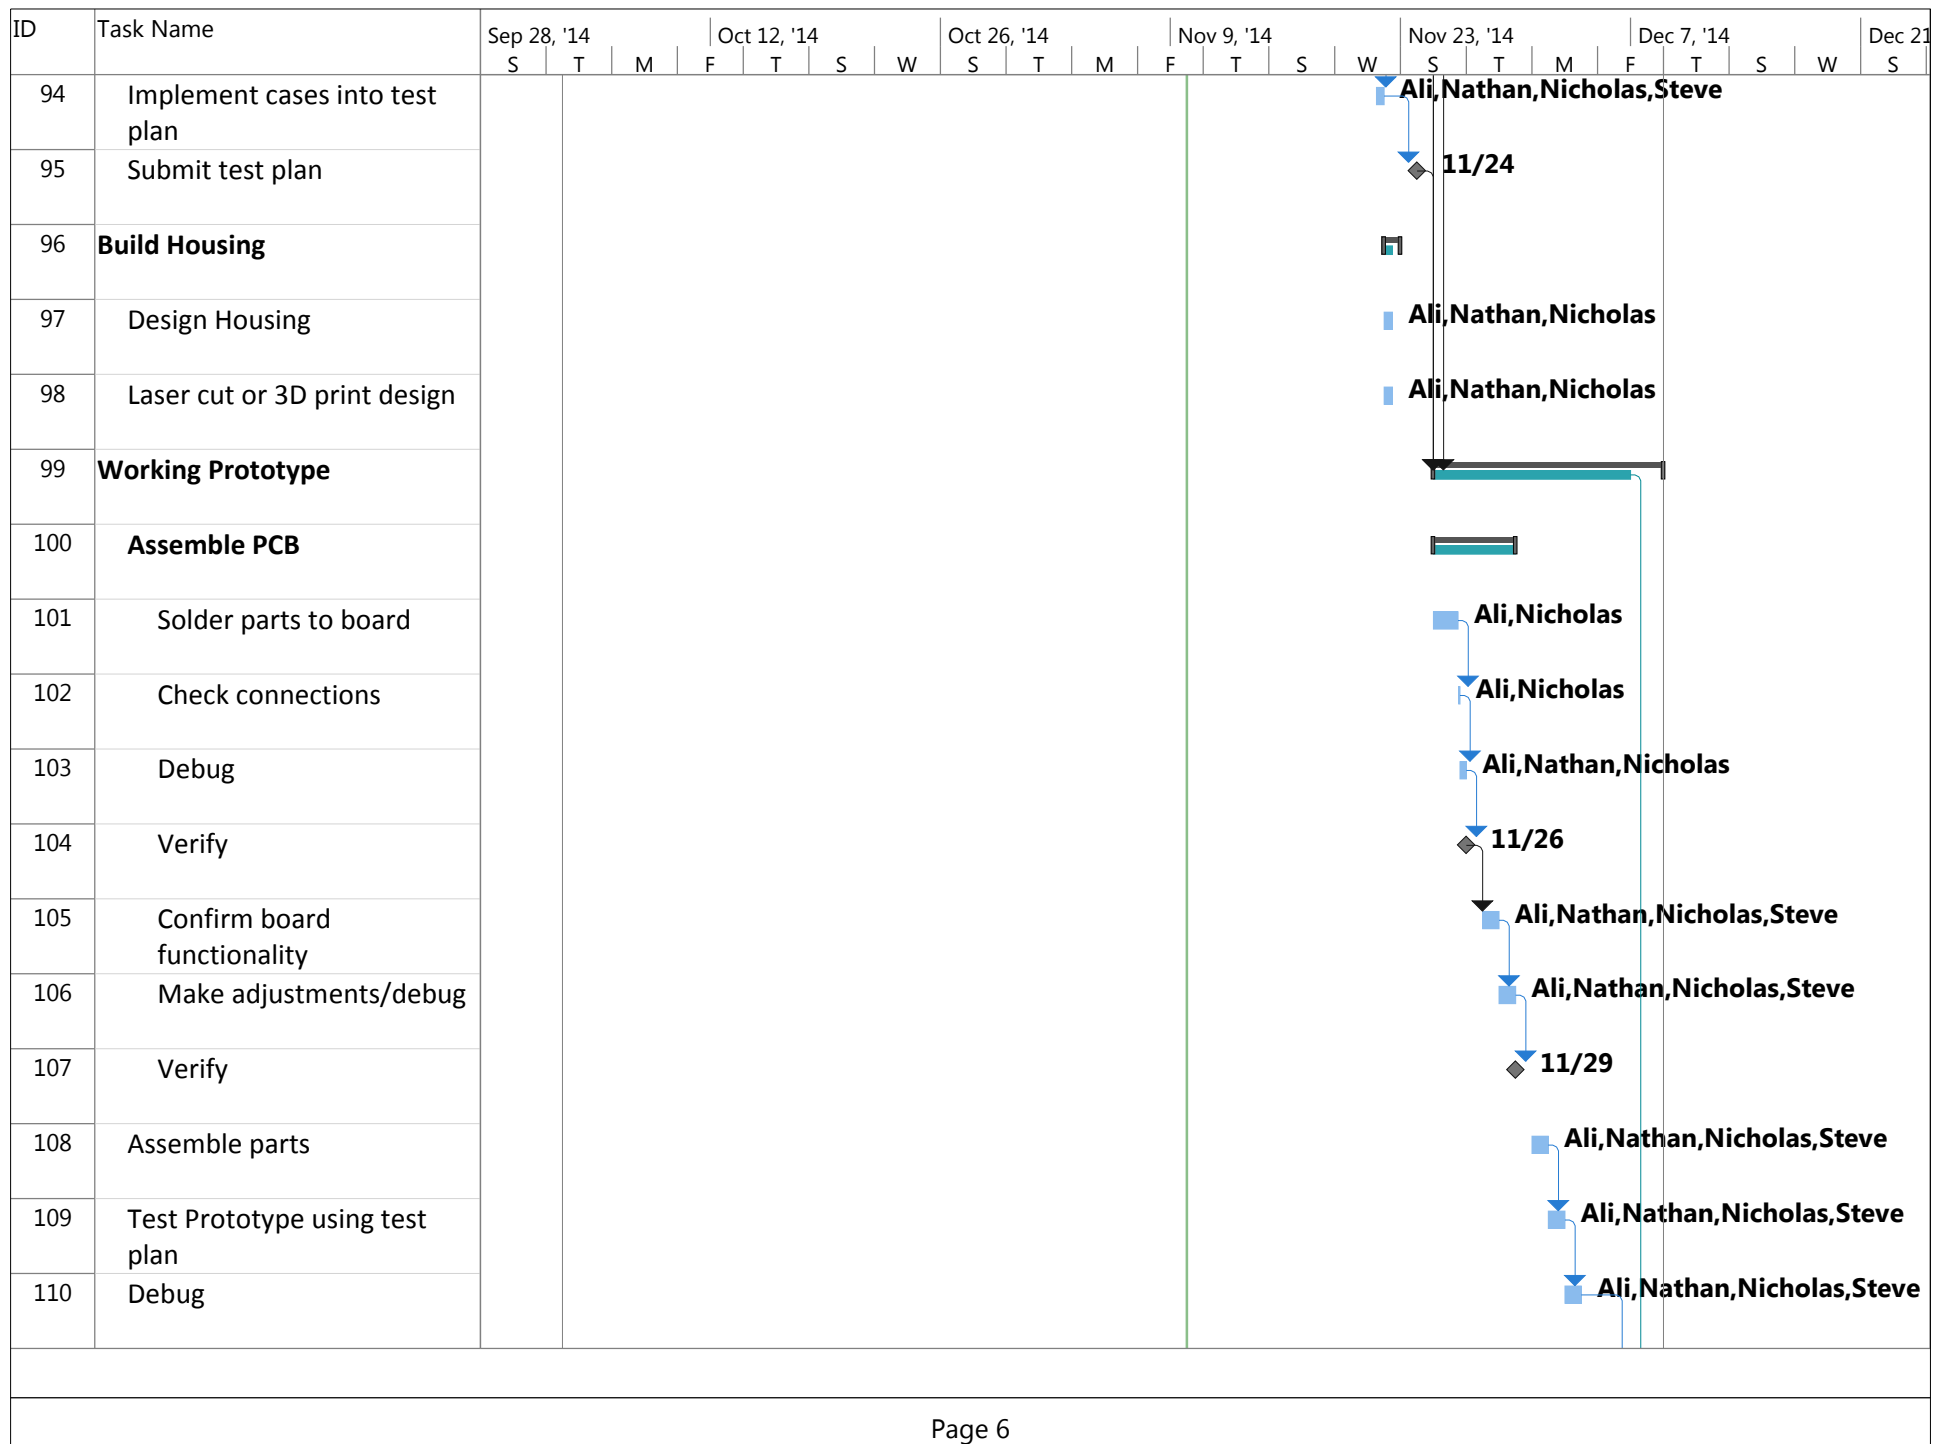 ID Task Name Sep 28, '14 Oct 12, '14 Oct 26, '14 Nov 9, '14 Nov 23, '14 Dec 7, '14 Dec 21
S T M F T S W S T M F T S W S T M F T S W S
94 Implement cases into test Ali,Nathan,Nicholas,Steve
plan
95 Submit test plan 11/24
96 Build Housing
97 Design Housing Ali,Nathan,Nicholas
98 Laser cut or 3D print design Ali,Nathan,Nicholas
99 Working Prototype
100 Assemble PCB
101 Solder parts to board Ali,Nicholas
102 Check connections Ali,Nicholas
103 Debug Ali,Nathan,Nicholas
104 Verify 11/26
105 Confirm board Ali,Nathan,Nicholas,Steve
functionality
106 Make adjustments/debug Ali,Nathan,Nicholas,Steve
107 Verify 11/29
108 Assemble parts Ali,Nathan,Nicholas,Steve
109 Test Prototype using test Ali,Nathan,Nicholas,Steve
plan
110 Debug Ali,Nathan,Nicholas,Steve
Page 6